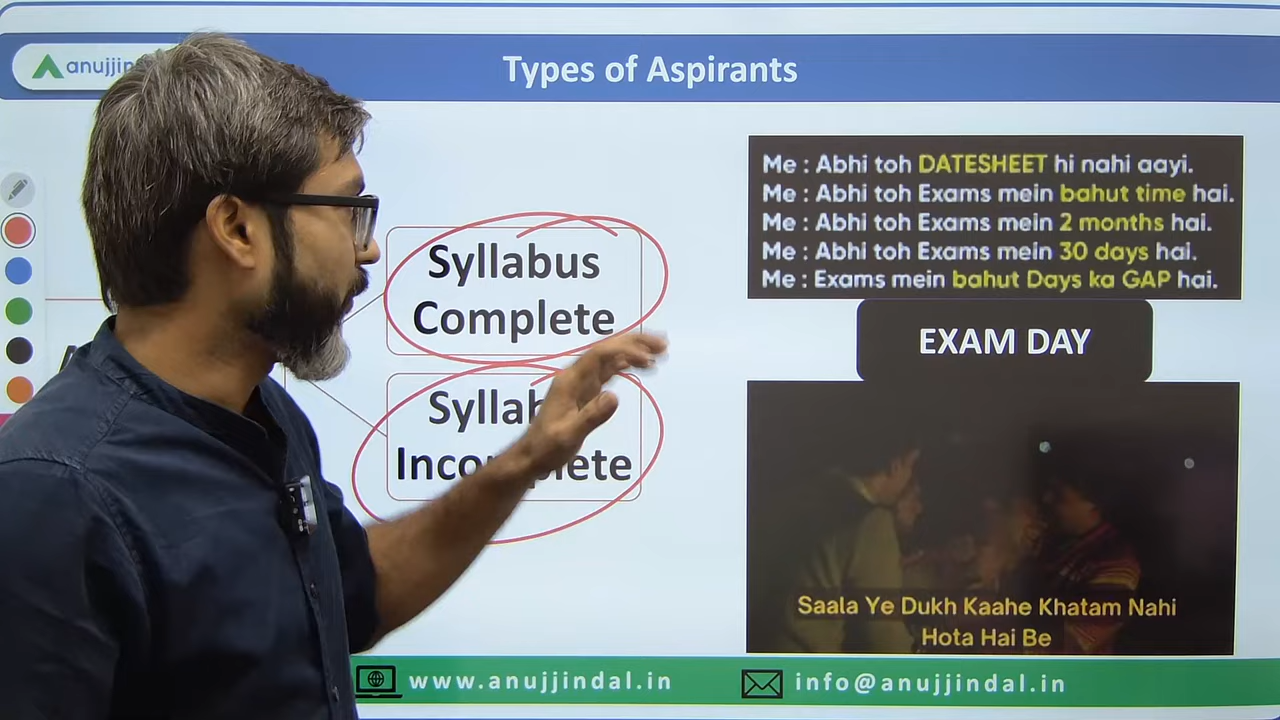 anujjin
Types of Aspirants
Me : Abhi toh DATESHEET hi nahi aayi.
Me : Abhi toh Exams mein bahut time hai.
Me : Abhi toh Exams mein 2 months hai.
Me : Abhi toh Exams mein 30 days hai.
Me : Exams mein bahut Days ka GAP hai.
Syllabus
Complete
EXAM DAY
Syllab
Incomplete
Saala Ye Dukh Kaahe Khatam Nahi
Hota Hai Be
www.anujjindal.in
info@anujjindal.in